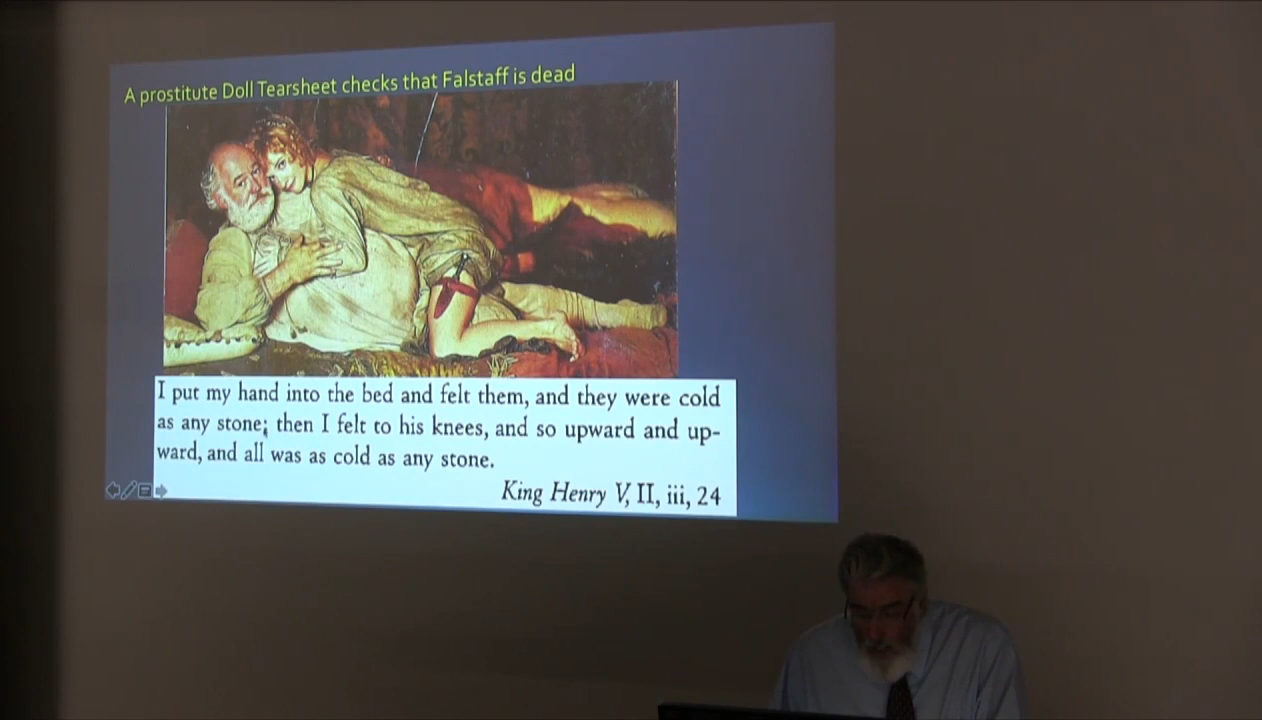 A prostitute Doll Tearsheet checks that Falstaff is dead
I put my hand into the bed and felt them, and they were cold
as any stone; then I felt to his knees, and so upward and up-
ward, and all was as cold as any stone.
King Henry V, II, iii, 24